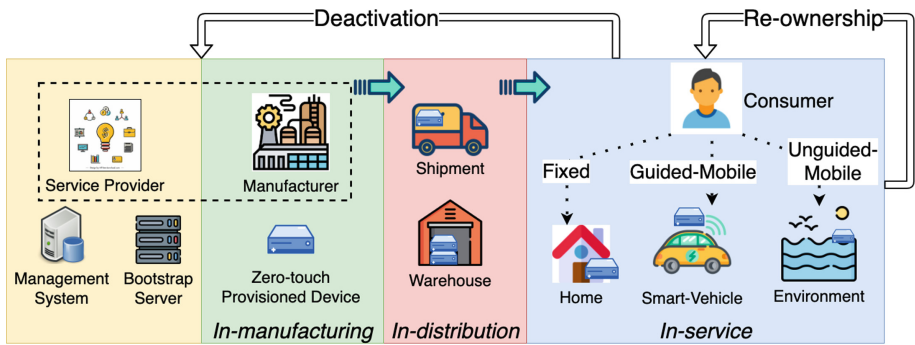 Deactivation
Re-ownership
Service Provider
Management
System
Bootstrap
Server
Manufacturer
Zero-touch
Provisioned Device
In-manufacturing
Shipment
Warehouse
In-distribution
Consumer
Fixed
Guided-Mobile
Unguided-
Mobile
Home
Smart-Vehicle
Environment
In-service